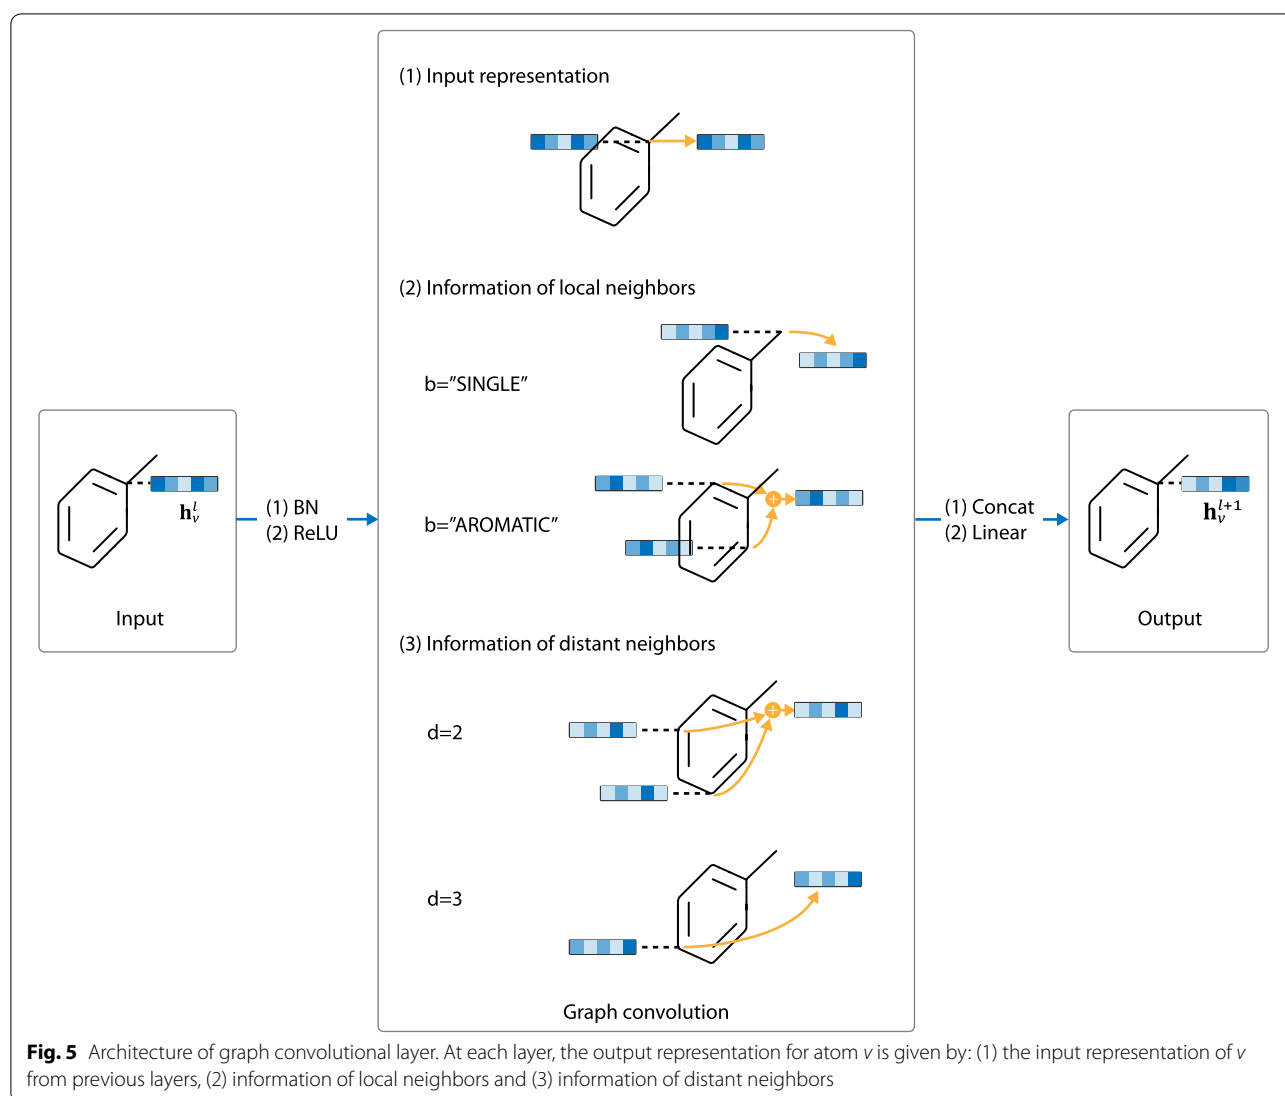 (1) Input representation
(2) Information of local neighbors
b=”SINGLE”
b=”AROMATIC”
(3) Information of distant neighbors
d=2
d=3
Graph convolution
h_v^l
Input
(1) BN
(2) ReLU
(1) Concat
(2) Linear
h_v^{l+1}
Output
Fig. 5 Architecture of graph convolutional layer. At each layer, the output representation for atom v is given by: (1) the input representation of v
from previous layers, (2) information of local neighbors and (3) information of distant neighbors